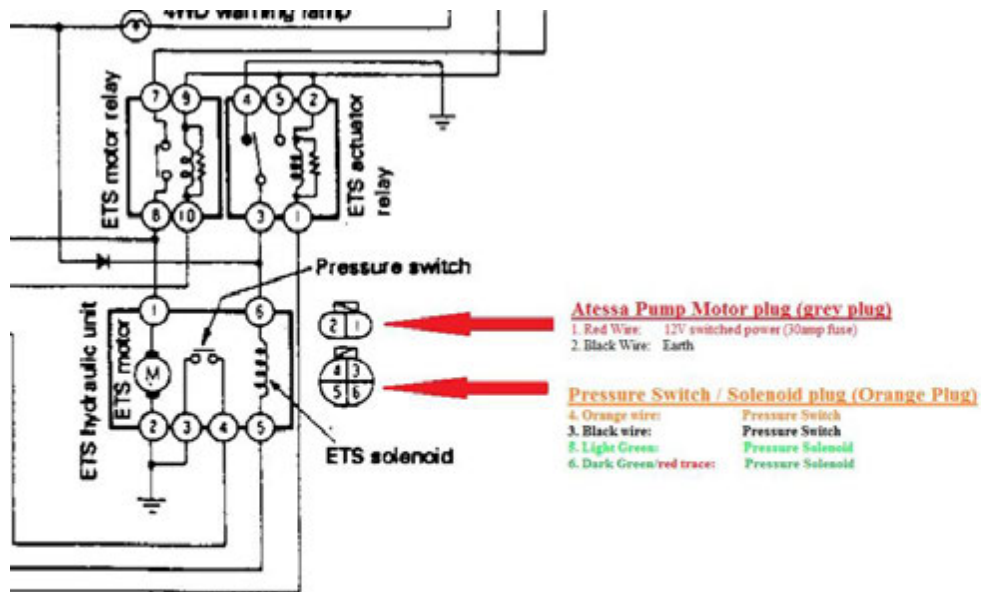 4WD warning lamp
7 9 4 5 2
ETS motor relay
ETS actuator
relay
8 10 3 1
Pressure switch
1 6
ETS hydraulic unit
ETS motor
M
2 3 4 5
ETS solenoid
2 1
4 3
5 6
Atessa Pump Motor plug (grey plug)
1. Red Wire: 12V switched power (30amp fuse)
2. Black Wire: Earth
Pressure Switch / Solenoid plug (Orange Plug)
4. Orange wire: Pressure Switch
3. Black wire: Pressure Switch
5. Light Green: Pressure Solenoid
6. Dark Green/red trace: Pressure Solenoid